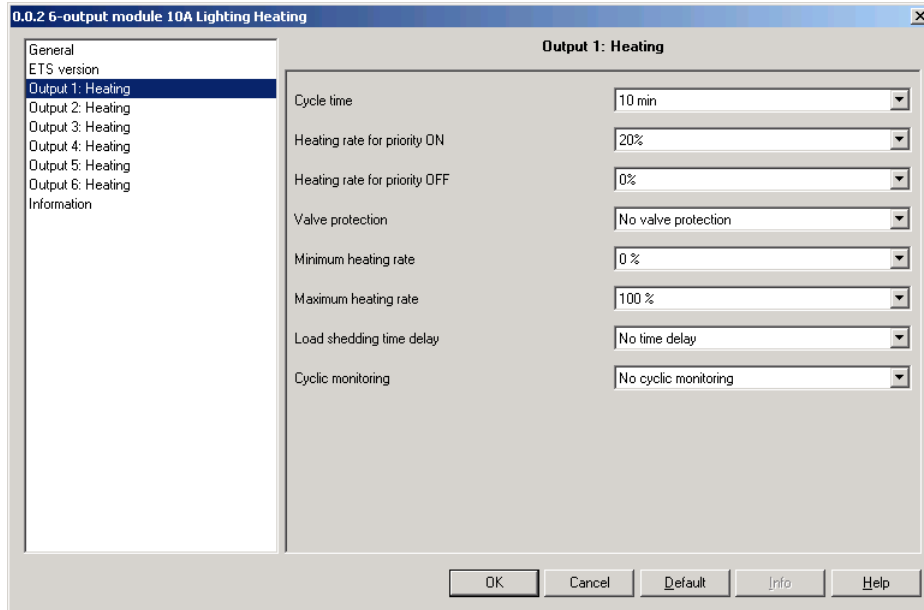 0.0.2 6-output module 10A Lighting Heating
General
ETS version
Output 1: Heating
Output 2: Heating
Output 3: Heating
Output 4: Heating
Output 5: Heating
Output 6: Heating
Information
Output 1: Heating
Cycle time 10 min
Heating rate for priority ON 20%
Heating rate for priority OFF 0%
Valve protection No valve protection
Minimum heating rate 0 %
Maximum heating rate 100 %
Load shedding time delay No time delay
Cyclic monitoring No cyclic monitoring
OK Cancel Default Info Help